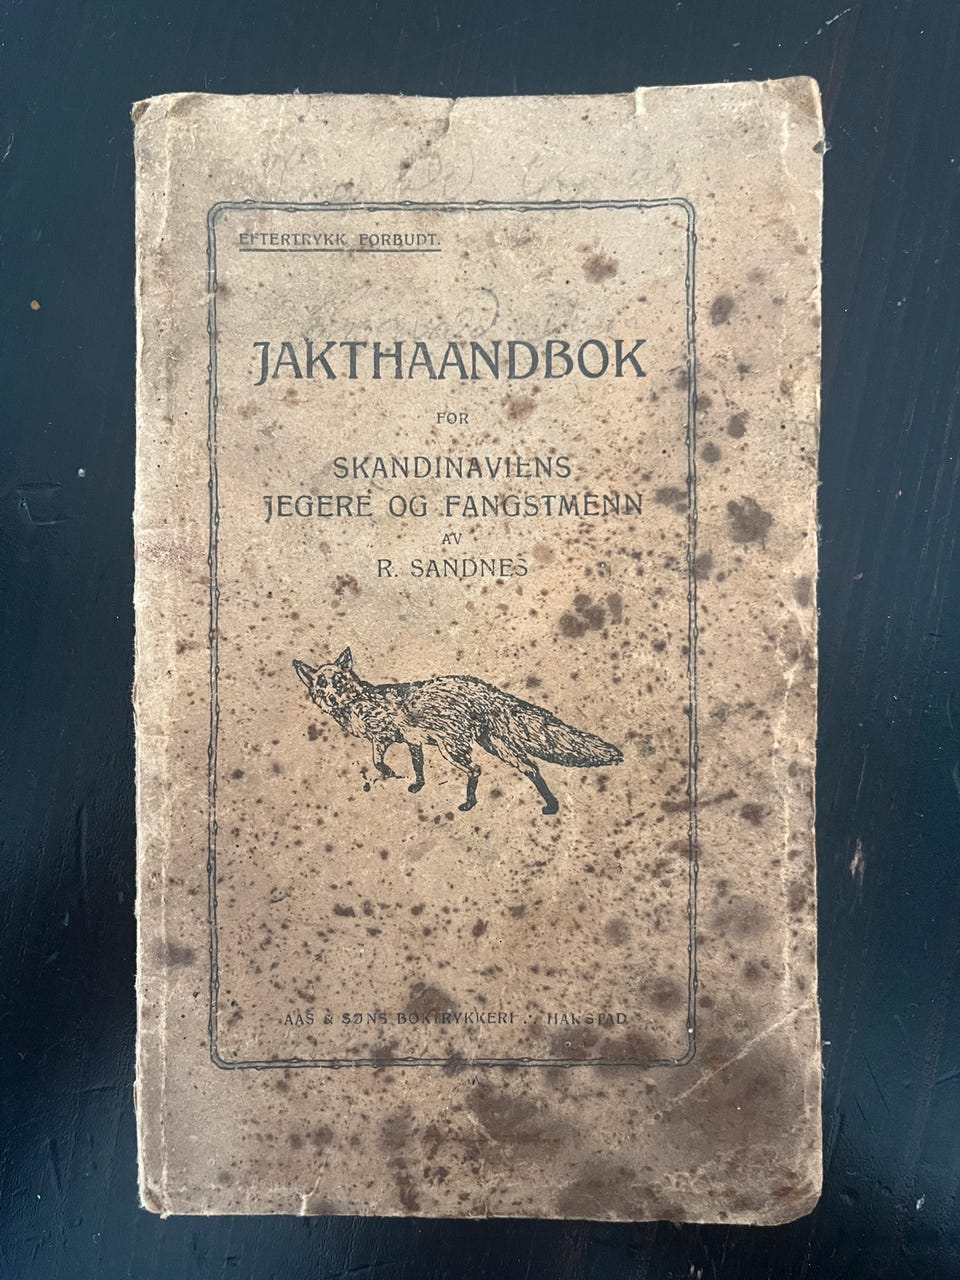 EFTERTRYKK FORBUDT.
JAKTHAANDBOK
FOR
SKANDINAVIENS
JEGERE OG FANGSTMENN
AV
R. SANDNES
AAS & SØNS BOKTRYKKERI . HARSTAD